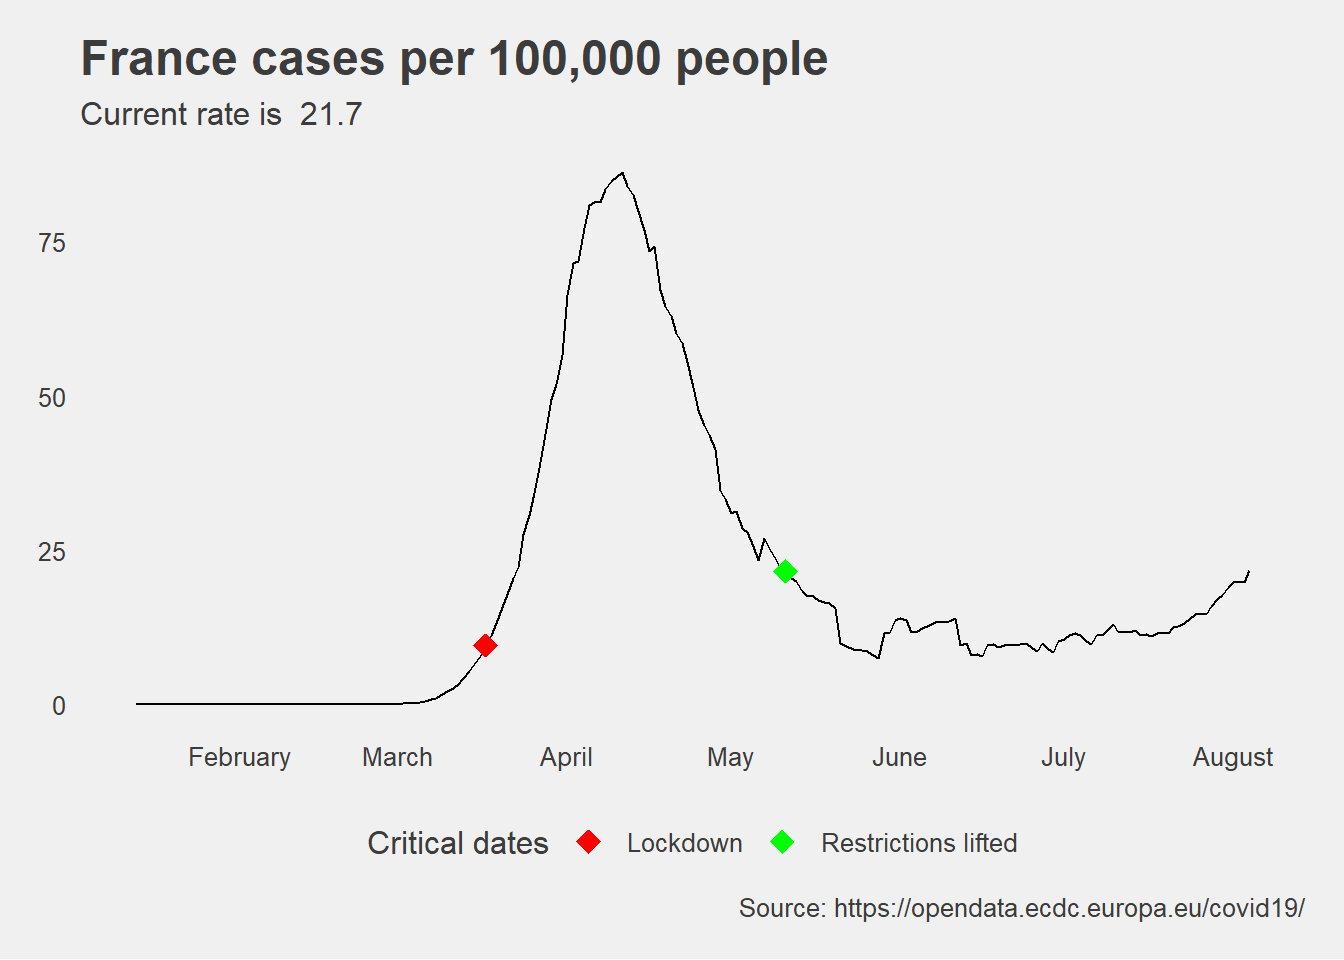 France cases per 100,000 people
Current rate is  21.7
75
50
25
0
February March April May June July August
Critical dates Lockdown Restrictions lifted
Source: https://opendata.ecdc.europa.eu/covid19/